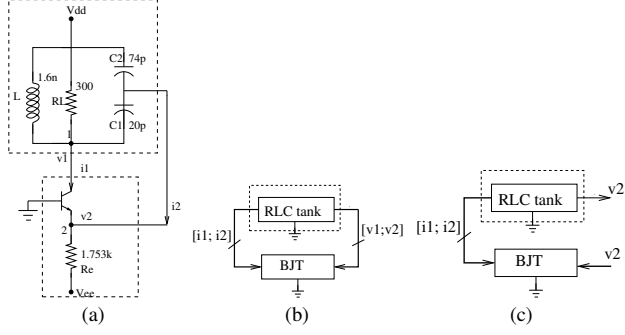 Vdd
C2 74p
1.6n
300
L
RL
C1 20p
1
v1
i1
i2
v2
2
1.753k
Re
Vee
(a)
RLC tank
[i1; i2]
[v1;v2]
BJT
(b)
RLC tank
v2
[i1; i2]
BJT
v2
(c)